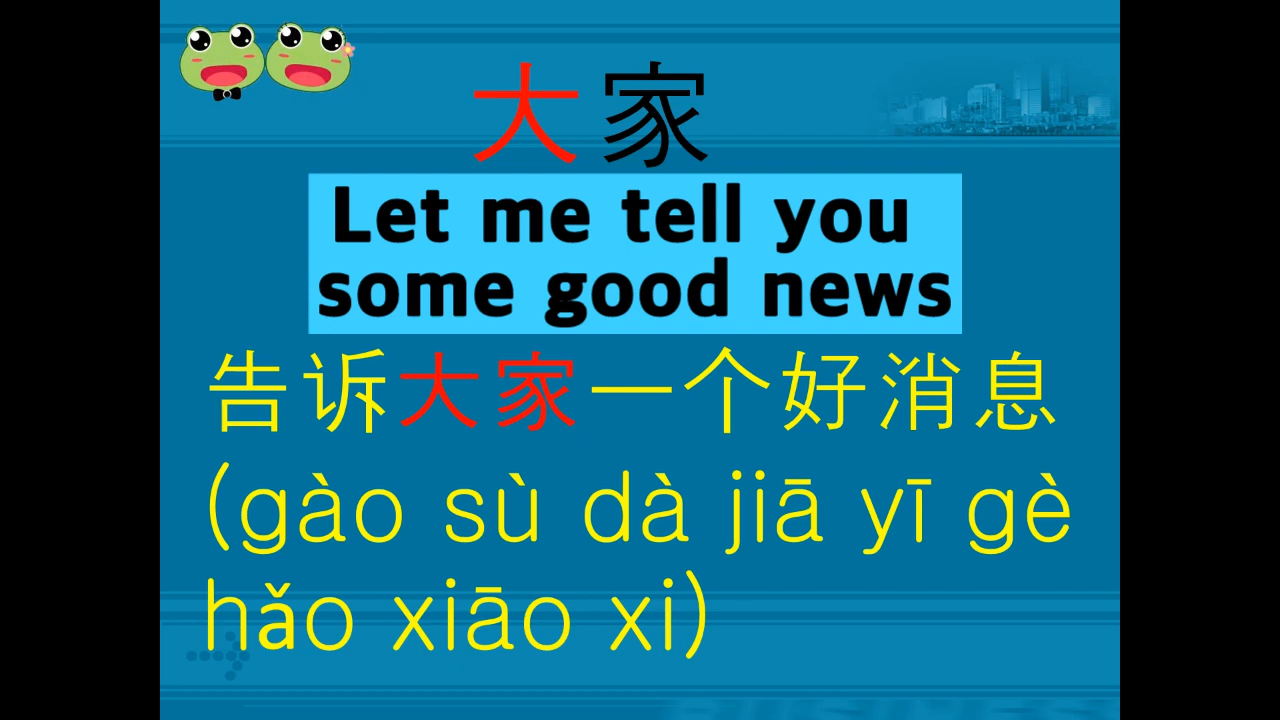 大家
Let me tell you
some good news
告诉大家一个好消息
(gào sù dà jiā yī gè
hǎo xiāo xi)
BUSINESS